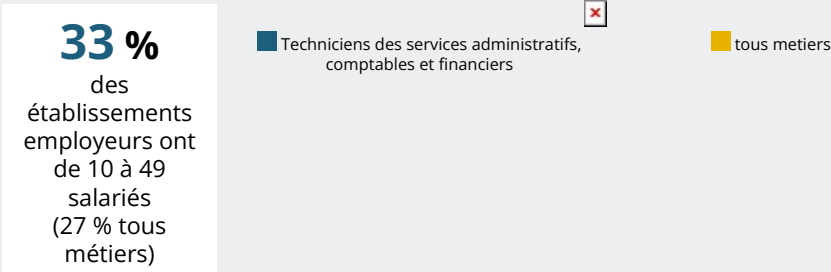 33 %
des
établissements
employeurs ont
de 10 à 49
salariés
(27 % tous
métiers)
Techniciens des services administratifs,
comptables et financiers
tous metiers